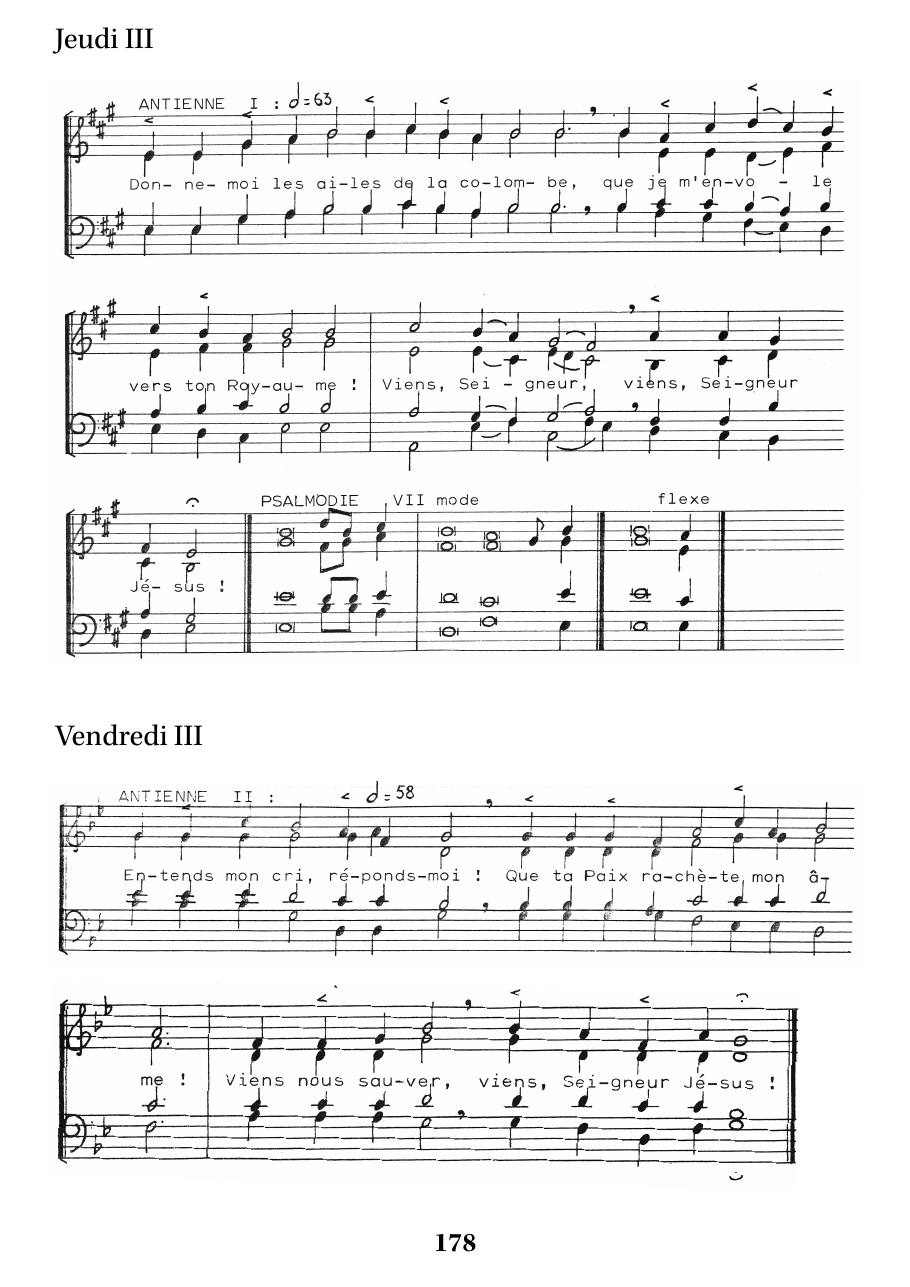 Jeudi III
ANTIENNE I : 𝅗𝅥=63
Don- ne- moi les ai-les de la co-lom- be, que je m'en-vo - le
vers ton Roy-au- me ! Viens, Sei - gneur, viens, Sei-gneur
PSALMODIE VII mode flexe
Jé- sus !
Vendredi III
ANTIENNE II : 𝅗𝅥=58
En-tends mon cri, ré-ponds-moi ! Que ta Paix ra-chè-te mon â-
me ! Viens nous sau-ver, viens, Sei-gneur Jé-sus !
178